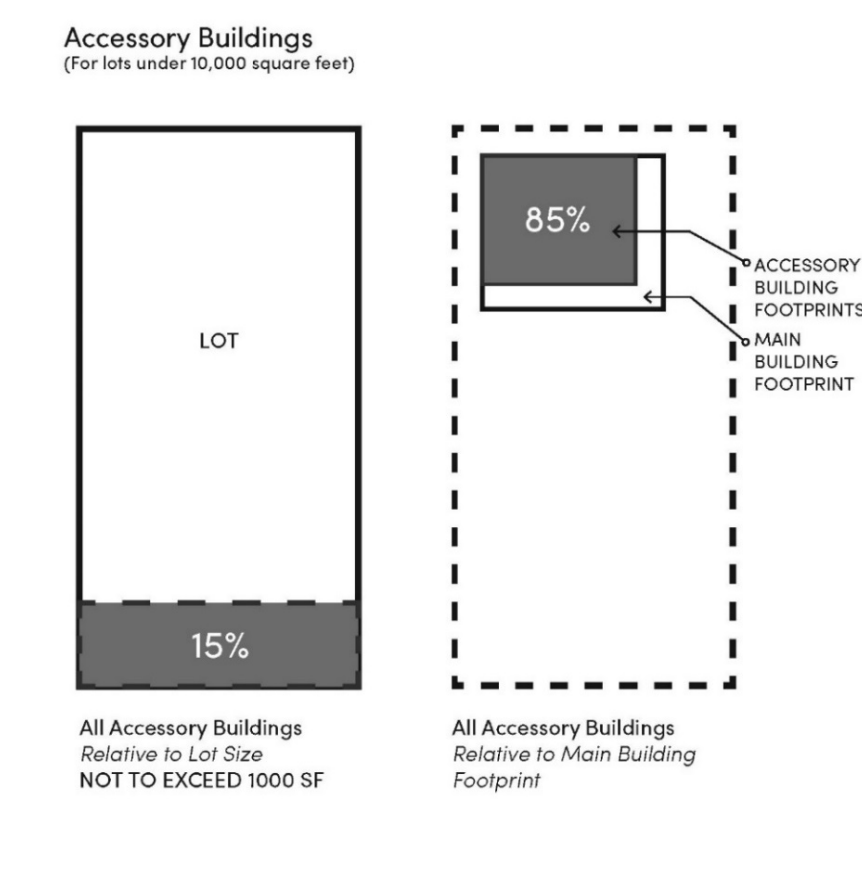 Accessory Buildings
(For lots under 10,000 square feet)
LOT
15%
All Accessory Buildings
Relative to Lot Size
NOT TO EXCEED 1000 SF
85%
ACCESSORY
BUILDING
FOOTPRINTS
MAIN
BUILDING
FOOTPRINT
All Accessory Buildings
Relative to Main Building
Footprint